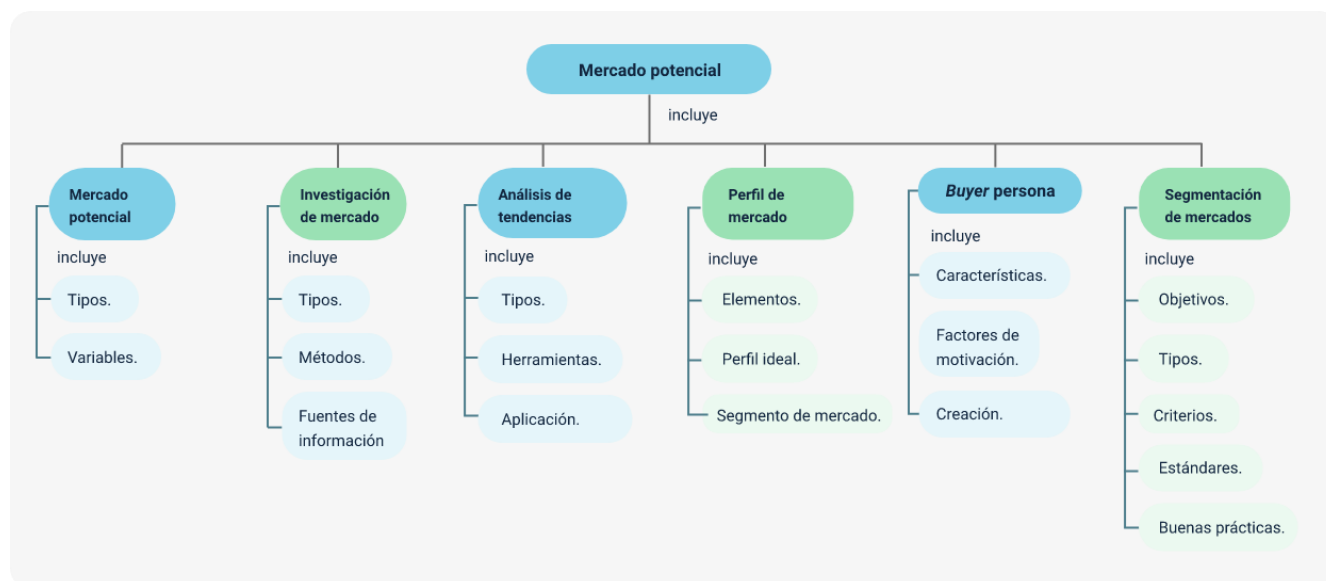 Mercado potencial
incluye
Mercado
potencial
incluye
Tipos.
Variables.
Investigación
de mercado
incluye
Tipos.
Métodos.
Fuentes de
información
Análisis de
tendencias
incluye
Tipos.
Herramientas.
Aplicación.
Perfil de
mercado
incluye
Elementos.
Perfil ideal.
Segmento de mercado.
Buyer persona
incluye
Características.
Factores de
motivación.
Creación.
Segmentación
de mercados
incluye
Objetivos.
Tipos.
Criterios.
Estándares.
Buenas prácticas.